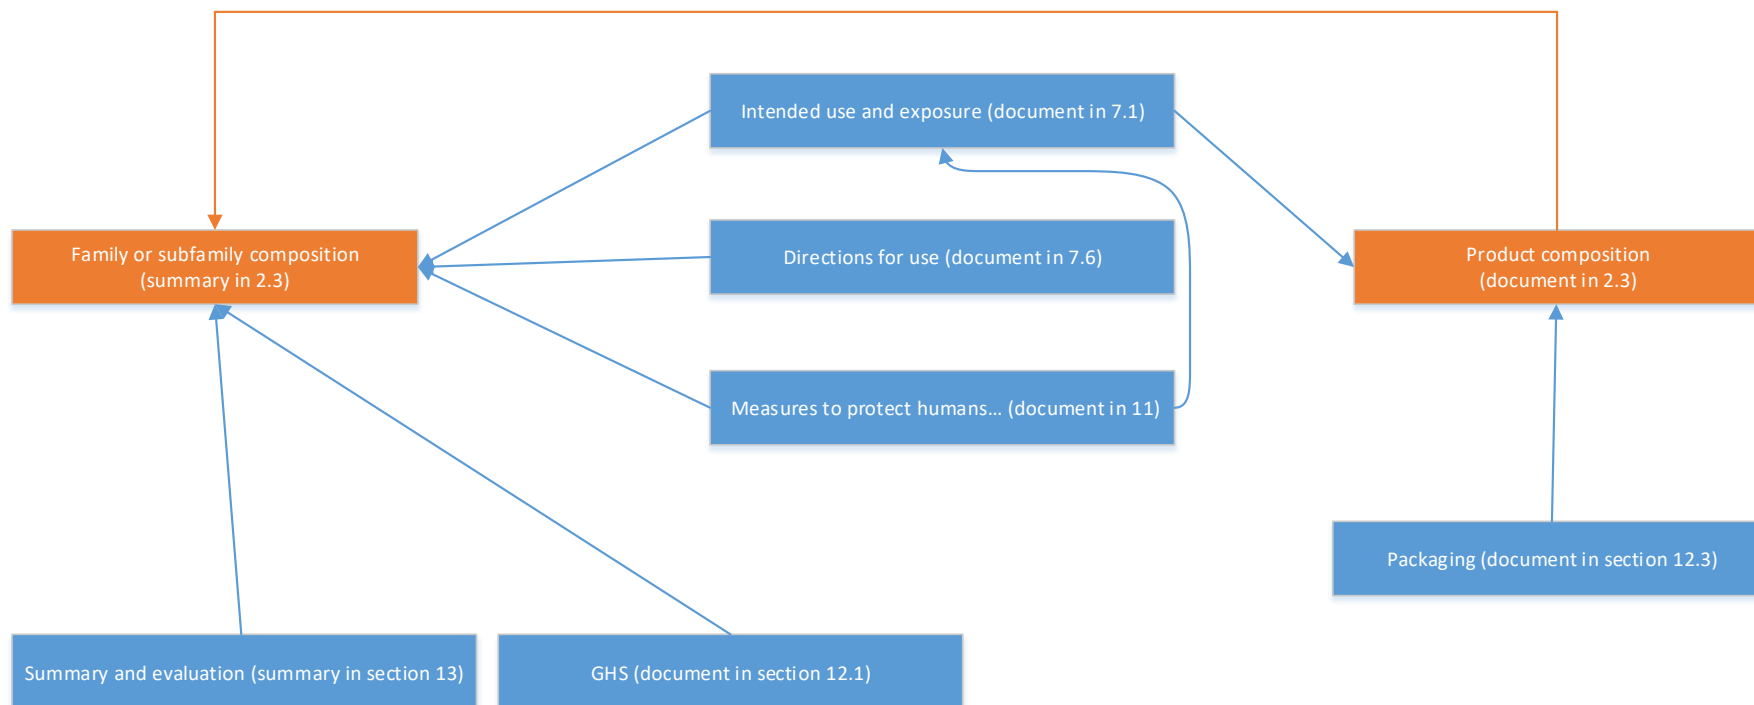 Intended use and exposure (document in 7.1)
Family or subfamily composition
(summary in 2.3)
Directions for use (document in 7.6)
Product composition
(document in 2.3)
Measures to protect humans… (document in 11)
Packaging (document in section 12.3)
Summary and evaluation (summary in section 13)
GHS (document in section 12.1)